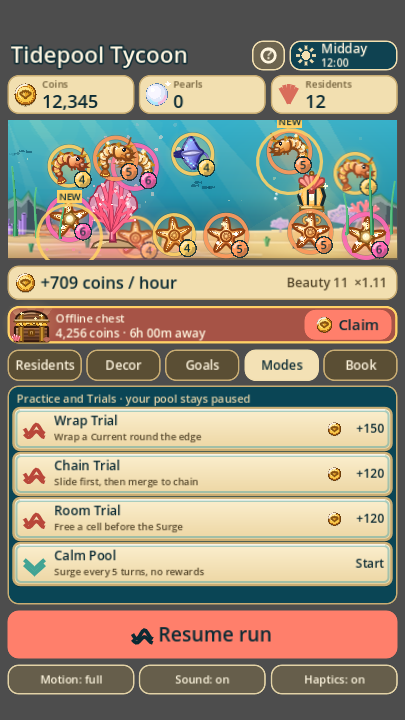 Tidepool Tycoon
?
Midday
12:00
Coins
12,345
Pearls
0
Residents
12
NEW
4
5
6
4
5
4
NEW
6
4
4
5
5
6
+709 coins / hour
Beauty 11 ×1.11
Offline chest
4,256 coins · 6h 00m away
Claim
Residents
Decor
Goals
Modes
Book
Practice and Trials · your pool stays paused
Wrap Trial
Wrap a Current round the edge
+150
Chain Trial
Slide first, then merge to chain
+120
Room Trial
Free a cell before the Surge
+120
Calm Pool
Surge every 5 turns, no rewards
Start
Resume run
Motion: full
Sound: on
Haptics: on